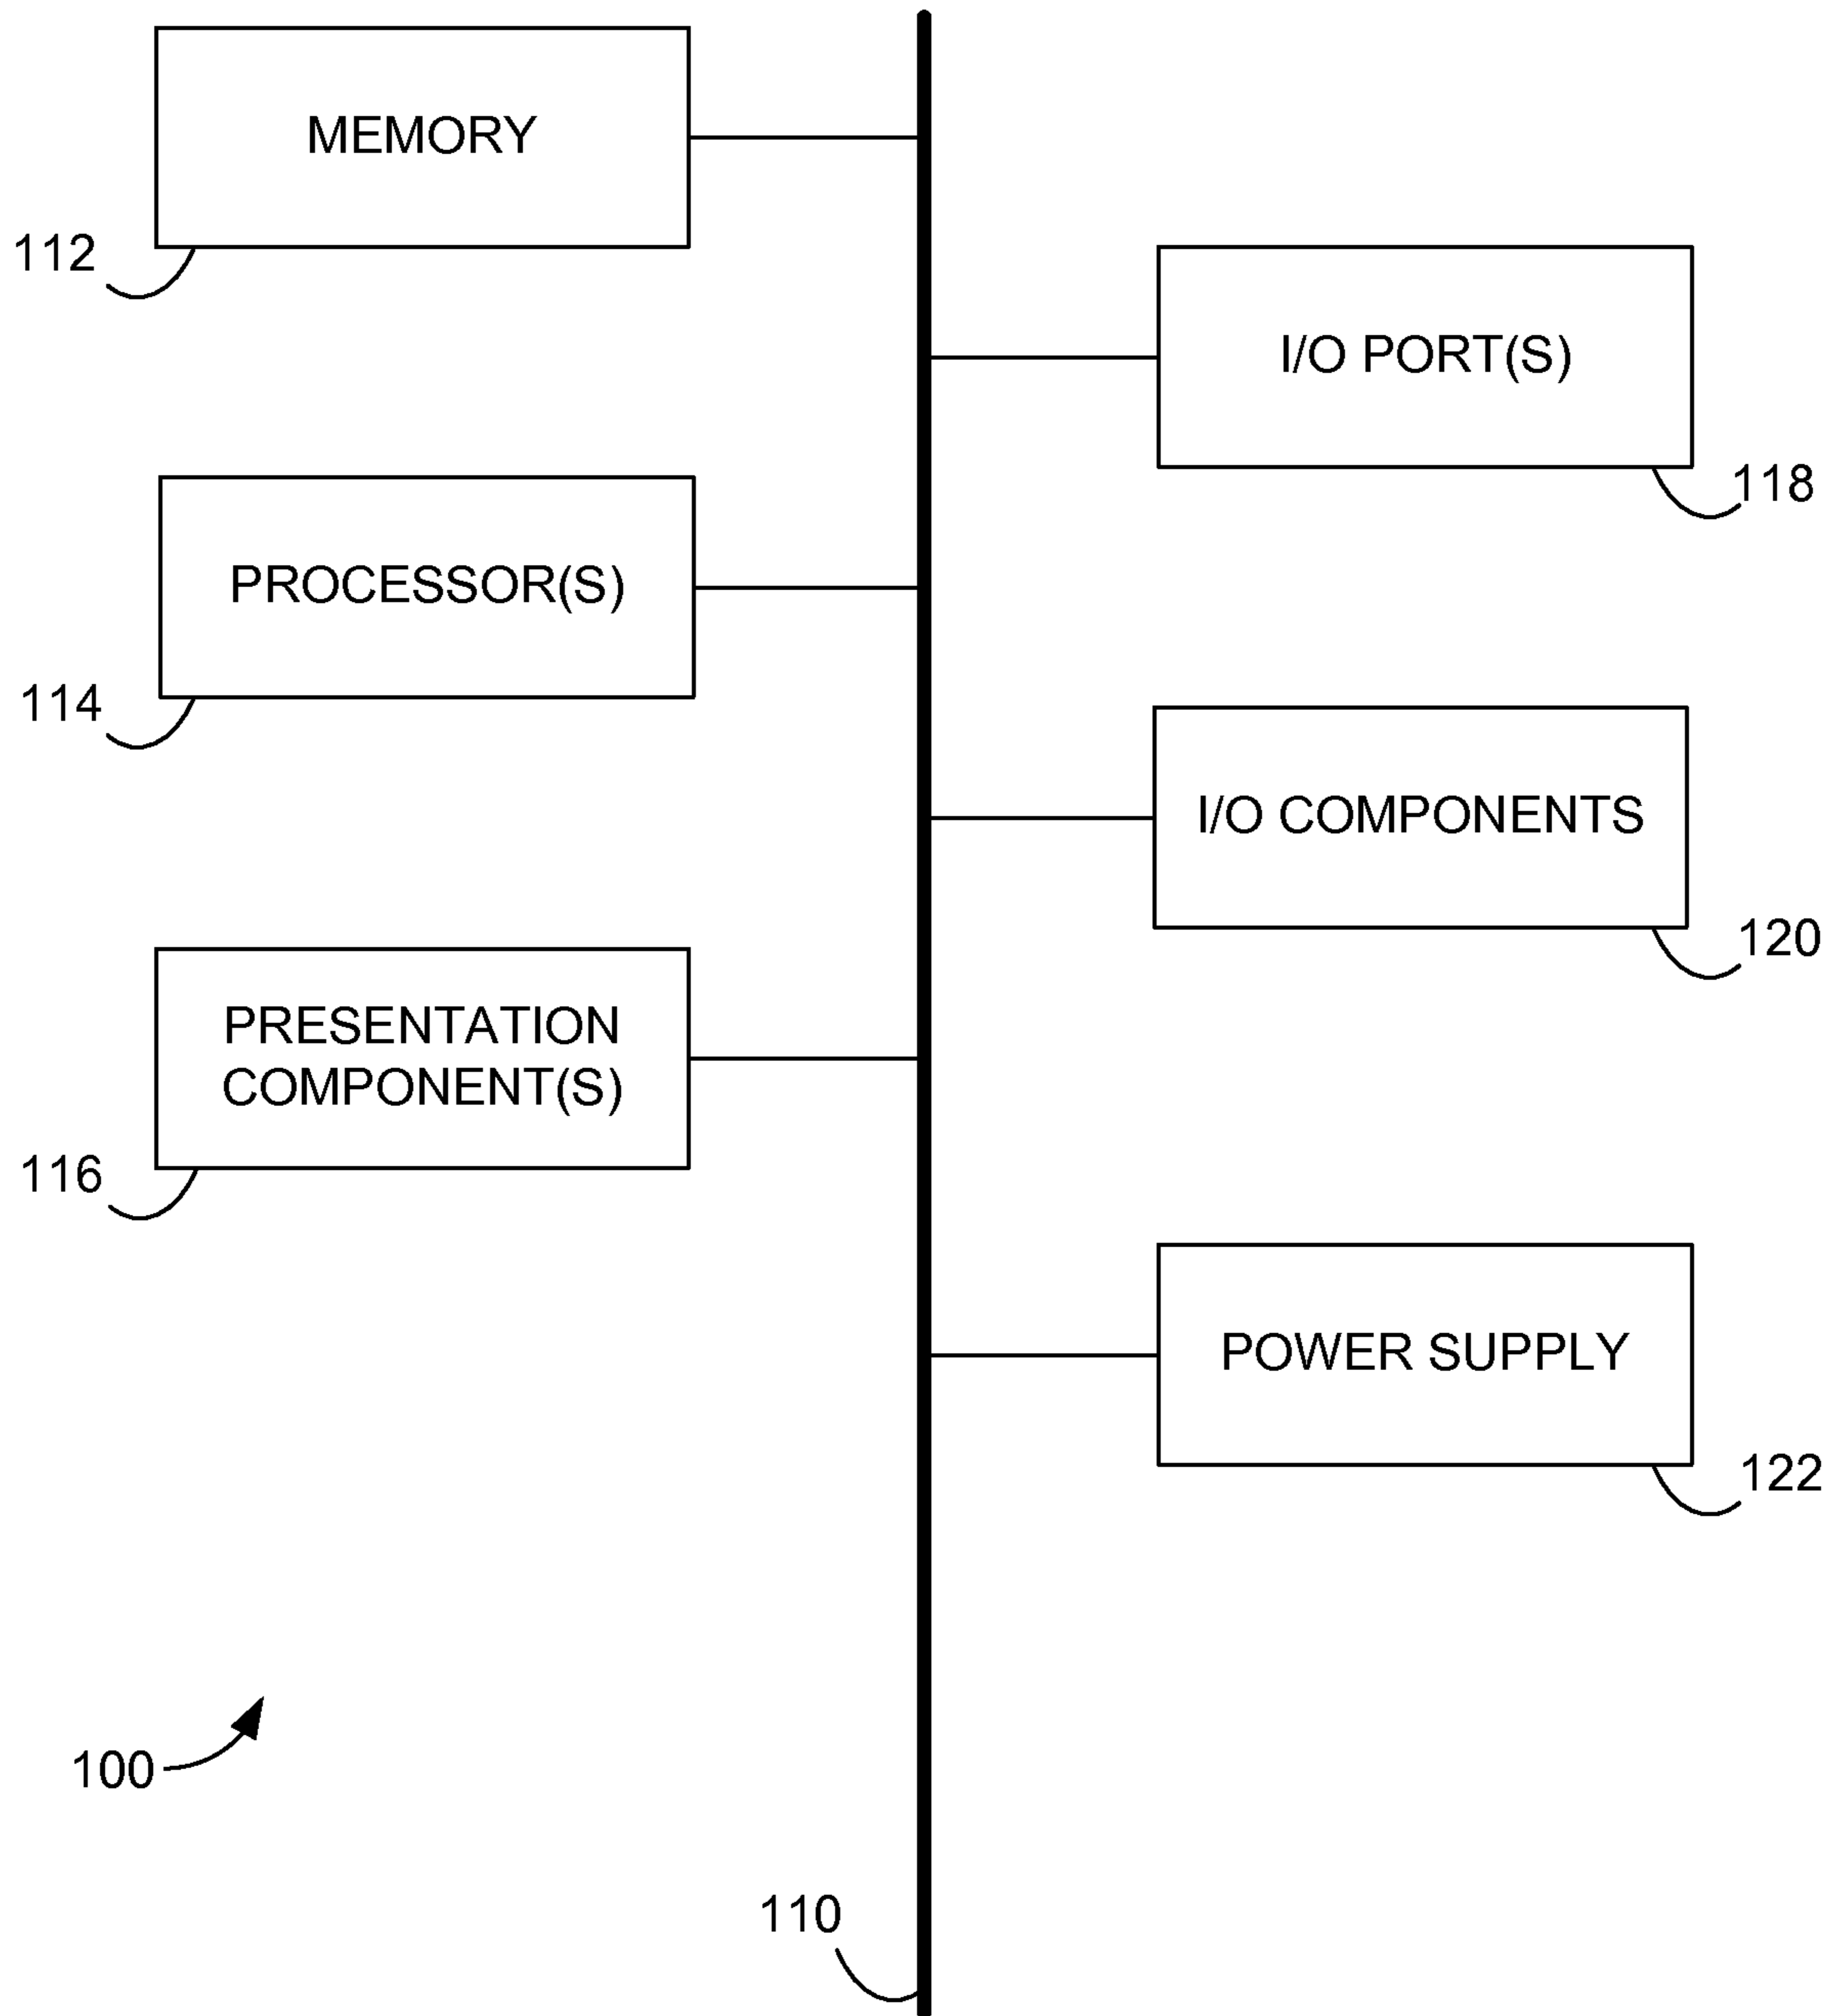 MEMORY
112
I/O PORT(S)
118
PROCESSOR(S)
114
I/O COMPONENTS
120
PRESENTATION
COMPONENT(S)
116
POWER SUPPLY
122
100
110